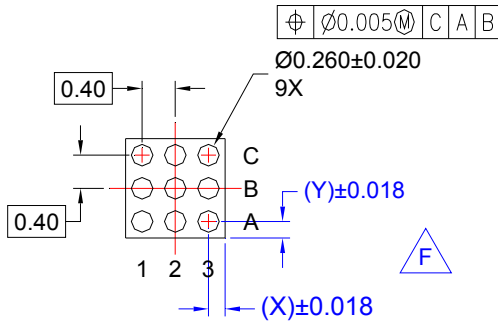 ⌖ Ø0.005Ⓜ C A B
Ø0.260±0.020
9X
0.40
C
B
A
0.40
(Y)±0.018
F
1 2 3
(X)±0.018